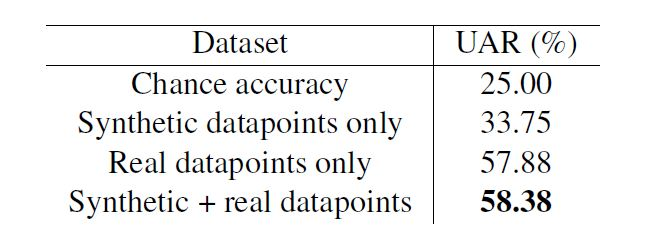 Dataset UAR (%)
Chance accuracy 25.00
Synthetic datapoints only 33.75
Real datapoints only 57.88
Synthetic + real datapoints 58.38